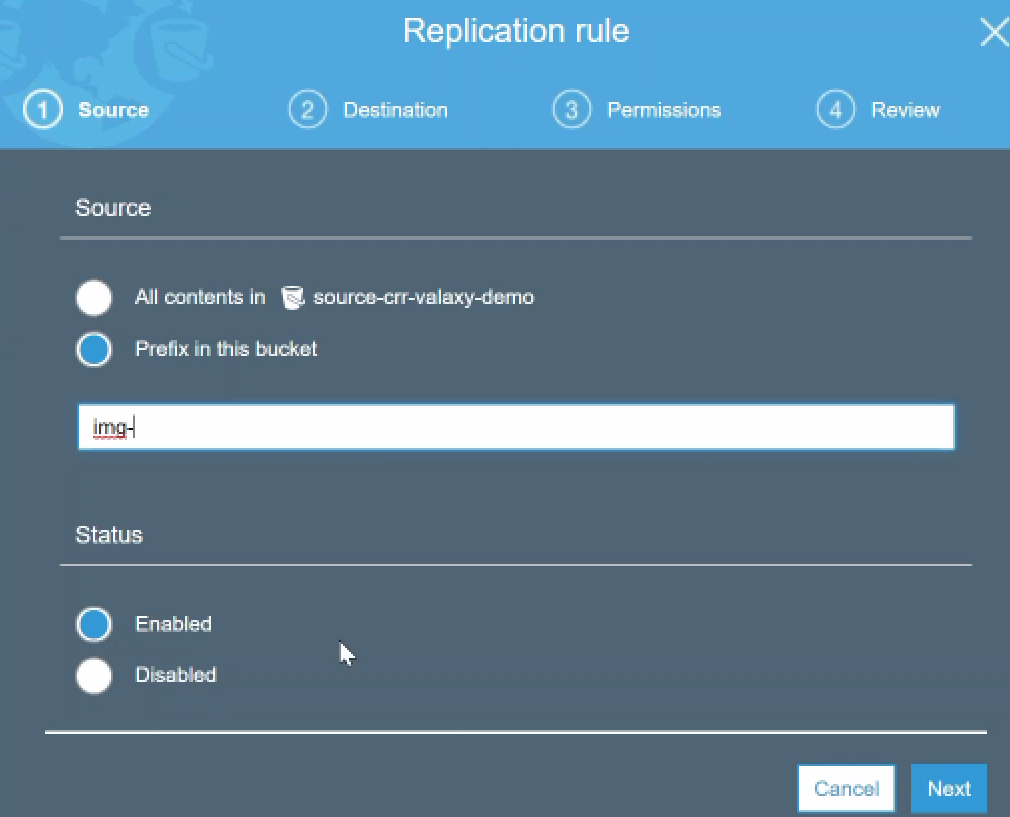 Replication rule
1 Source 2 Destination 3 Permissions 4 Review
Source
All contents in source-crr-valaxy-demo
Prefix in this bucket
img-
Status
Enabled
Disabled
Cancel Next